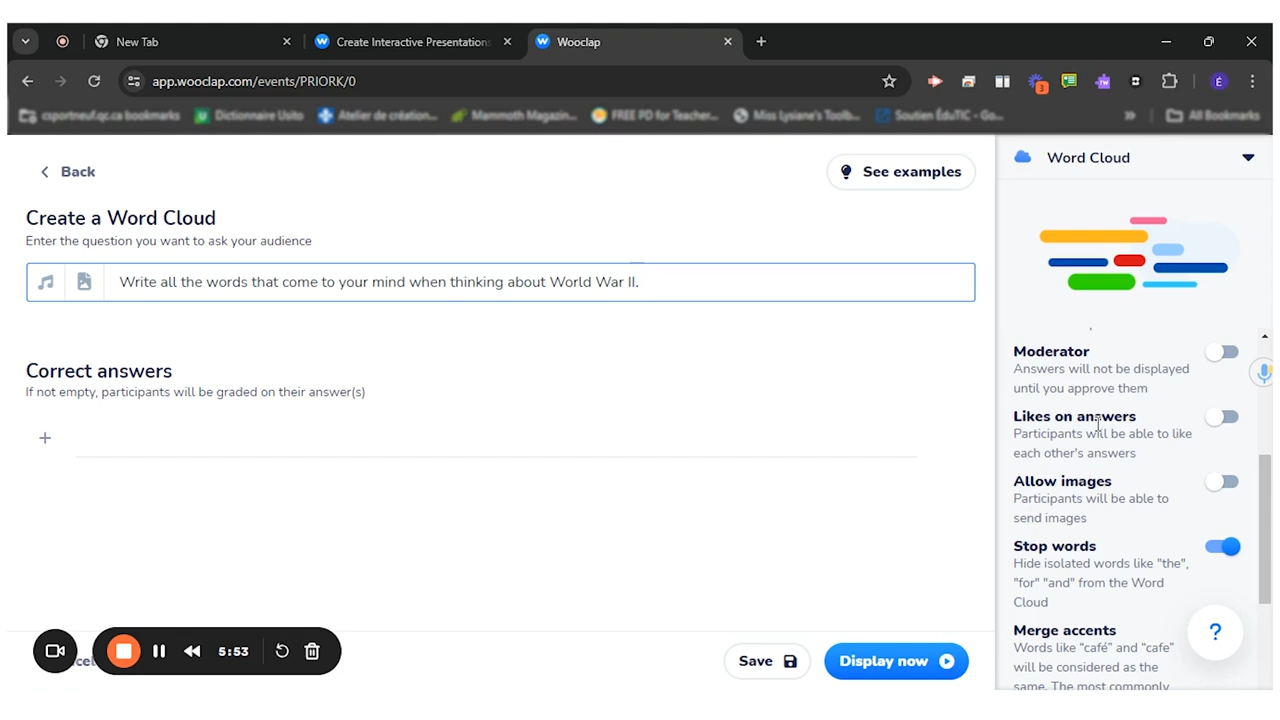 New Tab
Create Interactive Presentations
Wooclap
app.wooclap.com/events/PRIORK/0
3
É
csportneuf.qc.ca bookmarks
Dictionnaire Usito
Atelier de création...
Mammoth Magazin...
FREE PD for Teacher...
Miss Lysiane's Toolb...
Soutien ÉduTIC - Go...
All Bookmarks
Back
See examples
Create a Word Cloud
Enter the question you want to ask your audience
Write all the words that come to your mind when thinking about World War II.
Correct answers
If not empty, participants will be graded on their answer(s)
5:53
Save
Display now
Word Cloud
Moderator
Answers will not be displayed
until you approve them
Likes on answers
Participants will be able to like
each other's answers
Allow images
Participants will be able to
send images
Stop words
Hide isolated words like "the",
"for" "and" from the Word
Cloud
?
Merge accents
Words like "café" and "cafe"
will be considered as the
same. The most commonly